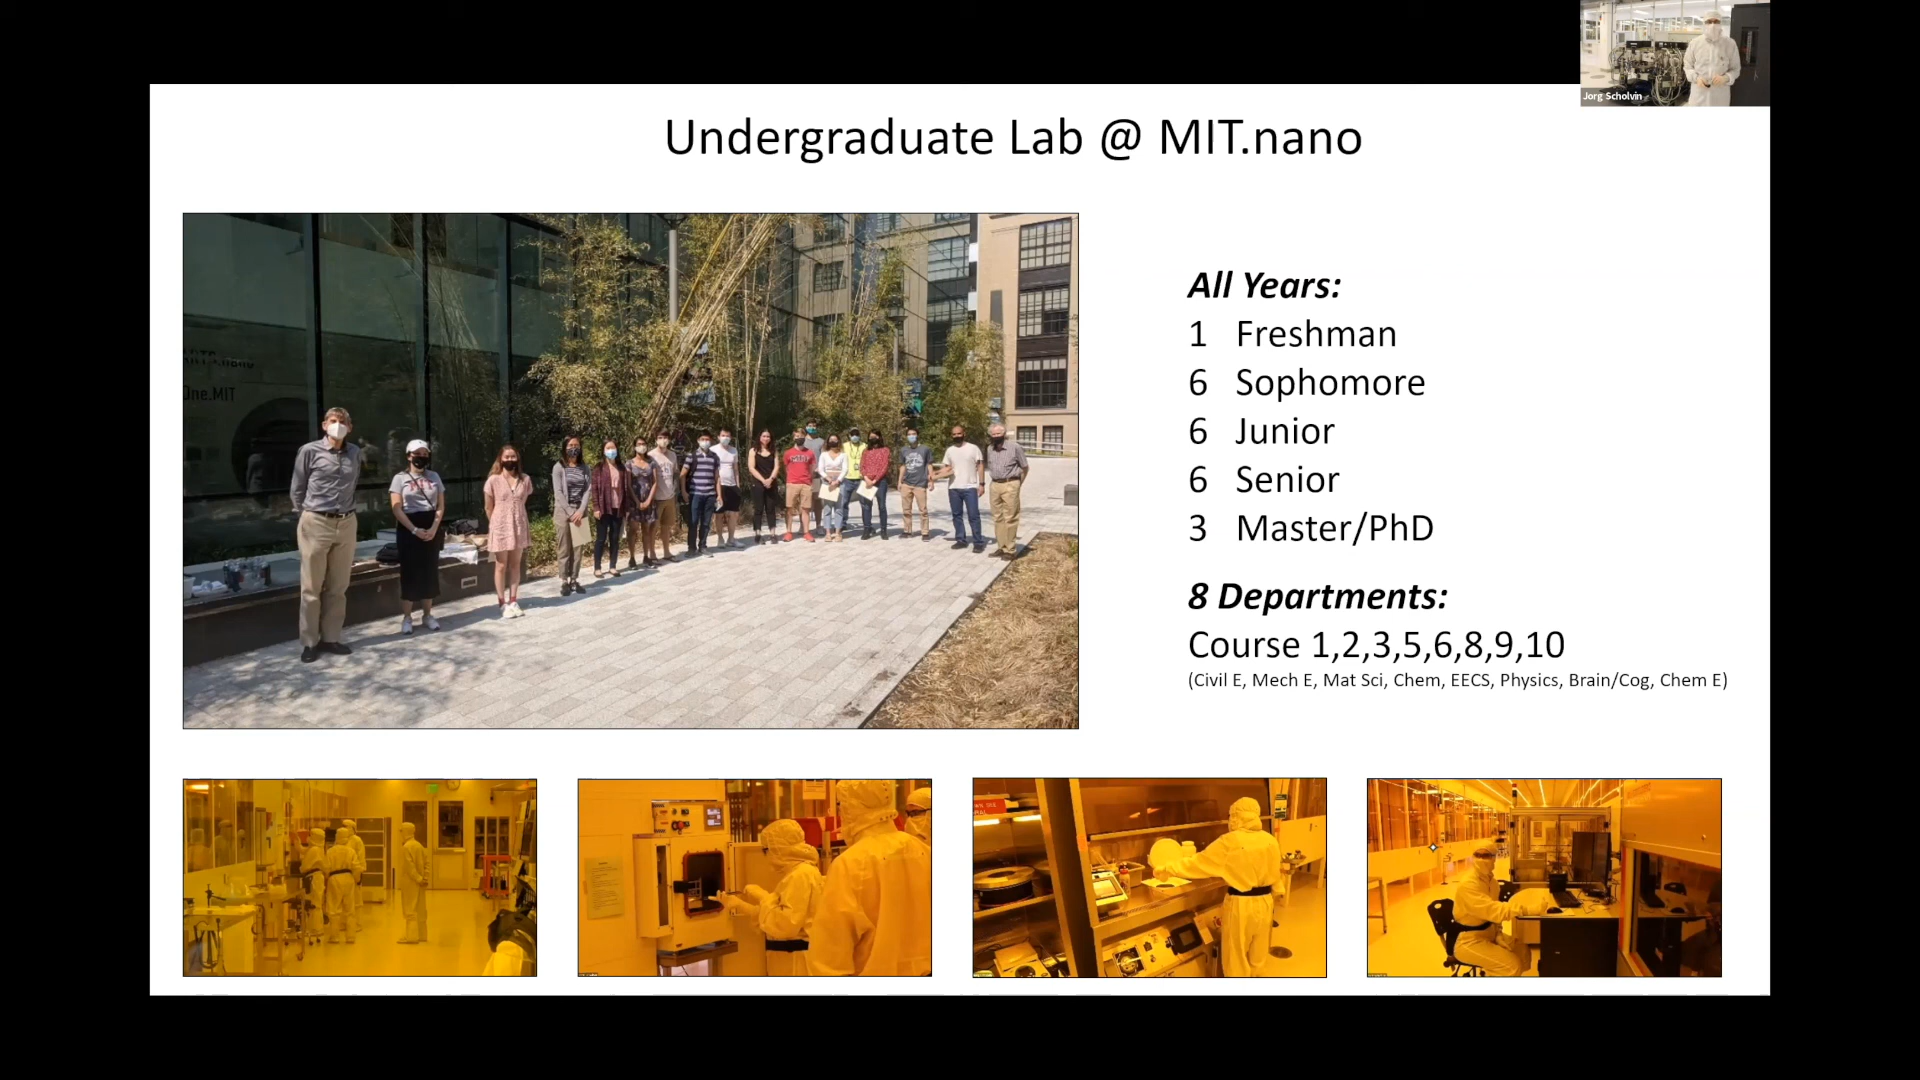 Jorg Scholvin
Undergraduate Lab @ MIT.nano
One.MIT
All Years:
1 Freshman
6 Sophomore
6 Junior
6 Senior
3 Master/PhD
8 Departments:
Course 1,2,3,5,6,8,9,10
(Civil E, Mech E, Mat Sci, Chem, EECS, Physics, Brain/Cog, Chem E)